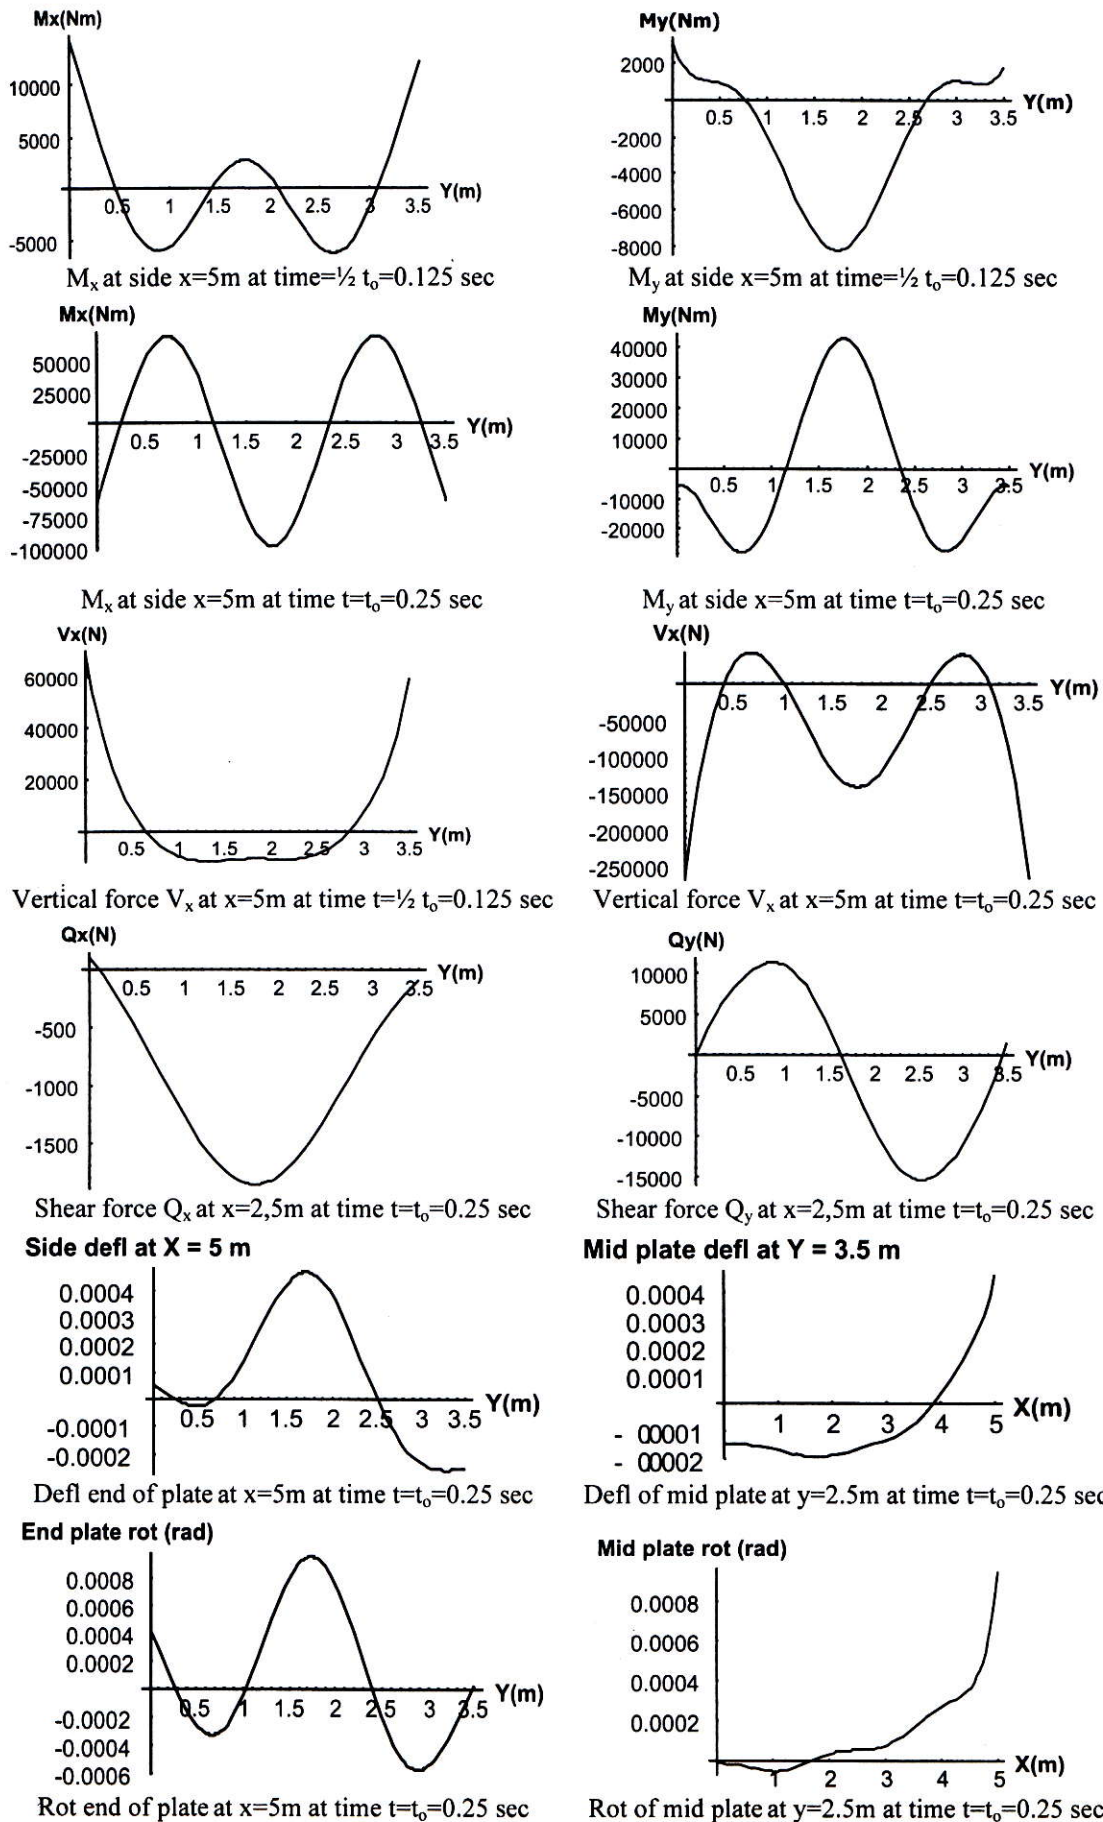 Mx(Nm)
10000
5000
-5000
0.5 1 1.5 2 2.5 3 3.5
Y(m)
Mx at side x=5m at time=½ to=0.125 sec
My(Nm)
2000
-2000
-4000
-6000
-8000
0.5 1 1.5 2 2.5 3 3.5
Y(m)
My at side x=5m at time=½ to=0.125 sec
Mx(Nm)
50000
25000
-25000
-50000
-75000
-100000
0.5 1 1.5 2 2.5 3 3.5
Y(m)
Mx at side x=5m at time t=to=0.25 sec
My(Nm)
40000
30000
20000
10000
-10000
-20000
0.5 1 1.5 2 2.5 3 3.5
Y(m)
My at side x=5m at time t=to=0.25 sec
Vx(N)
60000
40000
20000
0.5 1 1.5 2 2.5 3 3.5
Y(m)
Vertical force Vx at x=5m at time t=½ to=0.125 sec
Vx(N)
-50000
-100000
-150000
-200000
-250000
0.5 1 1.5 2 2.5 3 3.5
Y(m)
Vertical force Vx at x=5m at time t=to=0.25 sec
Qx(N)
-500
-1000
-1500
0.5 1 1.5 2 2.5 3 3.5
Y(m)
Shear force Qx at x=2,5m at time t=to=0.25 sec
Qy(N)
10000
5000
-5000
-10000
-15000
0.5 1 1.5 2 2.5 3 3.5
Y(m)
Shear force Qy at x=2,5m at time t=to=0.25 sec
Side defl at X = 5 m
0.0004
0.0003
0.0002
0.0001
-0.0001
-0.0002
0.5 1 1.5 2 2.5 3 3.5
Y(m)
Defl end of plate at x=5m at time t=to=0.25 sec
Mid plate defl at Y = 3.5 m
0.0004
0.0003
0.0002
0.0001
- 00001
- 00002
1 2 3 4 5
X(m)
Defl of mid plate at y=2.5m at time t=to=0.25 sec
End plate rot (rad)
0.0008
0.0006
0.0004
0.0002
-0.0002
-0.0004
-0.0006
0.5 1 1.5 2 2.5 3 3.5
Y(m)
Rot end of plate at x=5m at time t=to=0.25 sec
Mid plate rot (rad)
0.0008
0.0006
0.0004
0.0002
1 2 3 4 5
X(m)
Rot of mid plate at y=2.5m at time t=to=0.25 sec